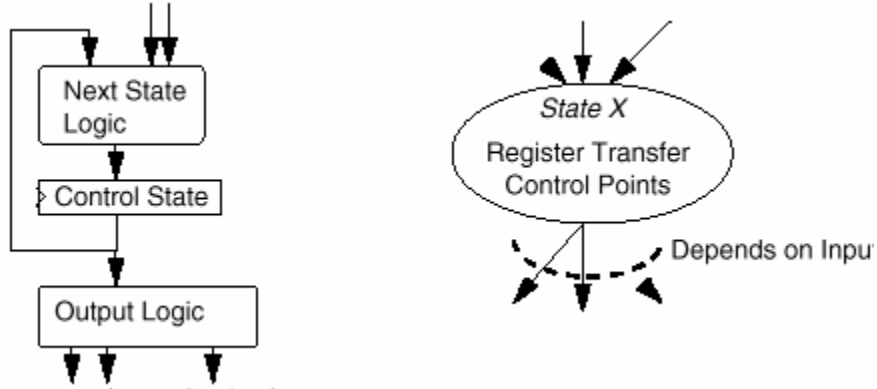 Next State
Logic
Control State
Output Logic
State X
Register Transfer
Control Points
Depends on Input